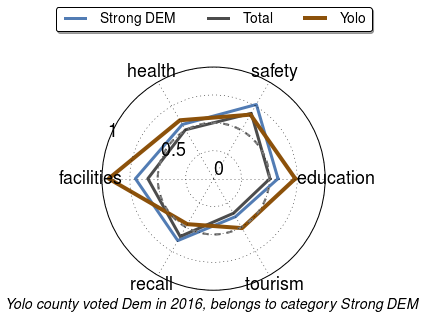 Strong DEM Total Yolo
health safety
1
0.5
0
facilities education
recall tourism
Yolo county voted Dem in 2016, belongs to category Strong DEM